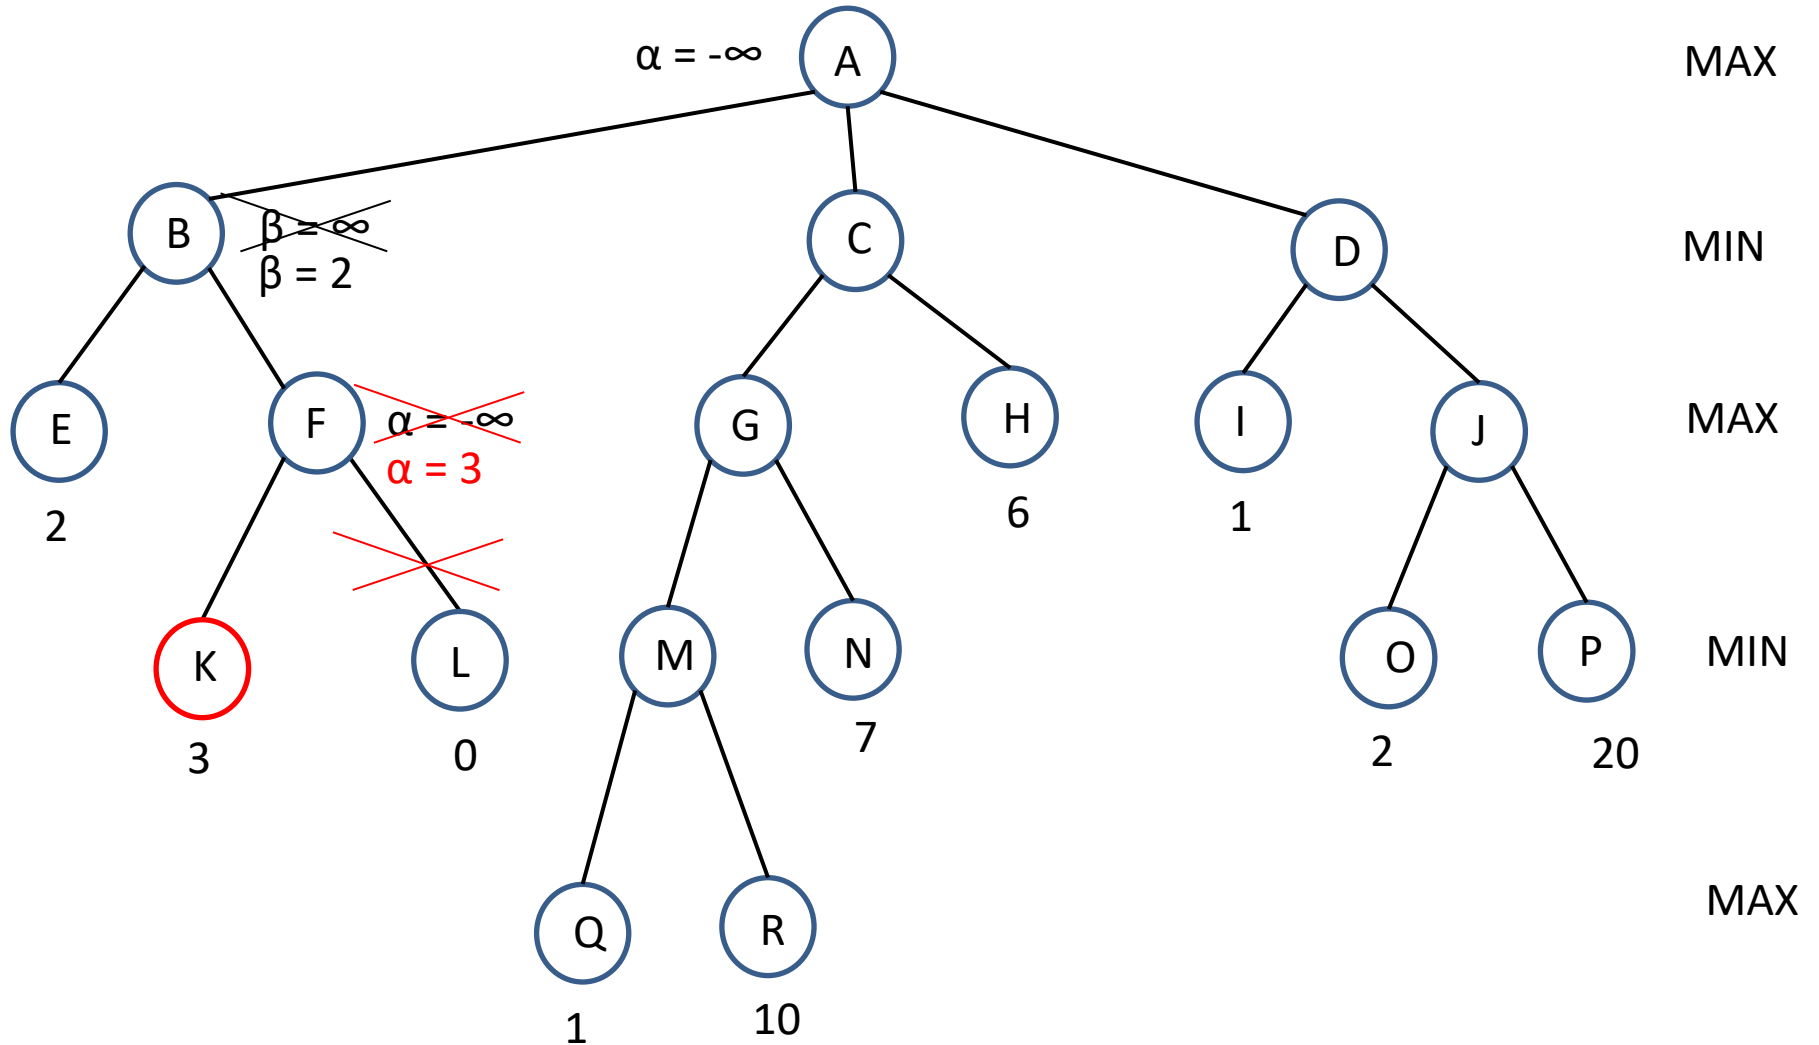 α = -∞
A
MAX
B
β = ∞
β = 2
C
D
MIN
E
F
α = -∞
α = 3
G
H
I
J
MAX
2
6
1
K
L
M
N
O
P
MIN
3
0
7
2
20
Q
R
MAX
1
10